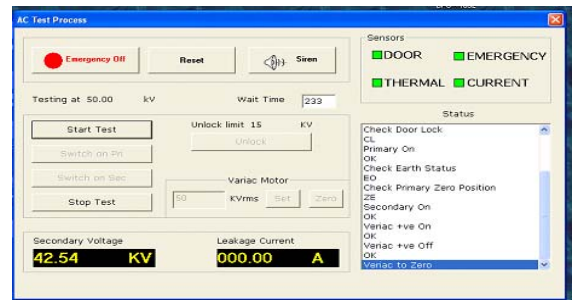 AC Test Process
Emergency Off
Reset
Siren
Sensors
DOOR
EMERGENCY
THERMAL
CURRENT
Testing at 50.00 kv
Wait Time 233
Start Test
Switch on Pri
Switch on Sec
Stop Test
Unlock limit 15 KV
Unlock
Variac Motor
50 KVrms Set Zero
Secondary Voltage
42.54 KV
Leakage Current
000.00 A
Status
Check Door Lock
CL
Primary On
OK
Check Earth Status
EO
Check Primary Zero Position
ZE
Secondary On
OK
Veriac +ve On
OK
Veriac +ve Off
OK
Veriac to Zero